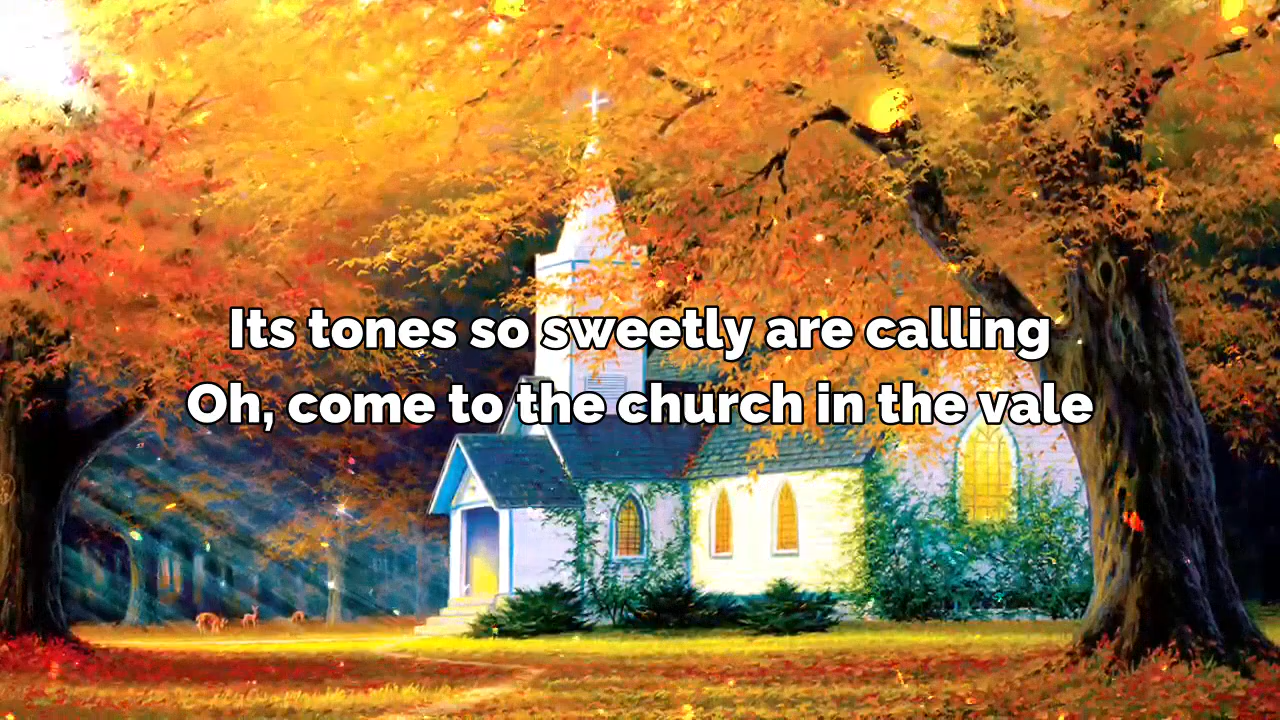 Its tones so sweetly are calling
Oh, come to the church in the vale